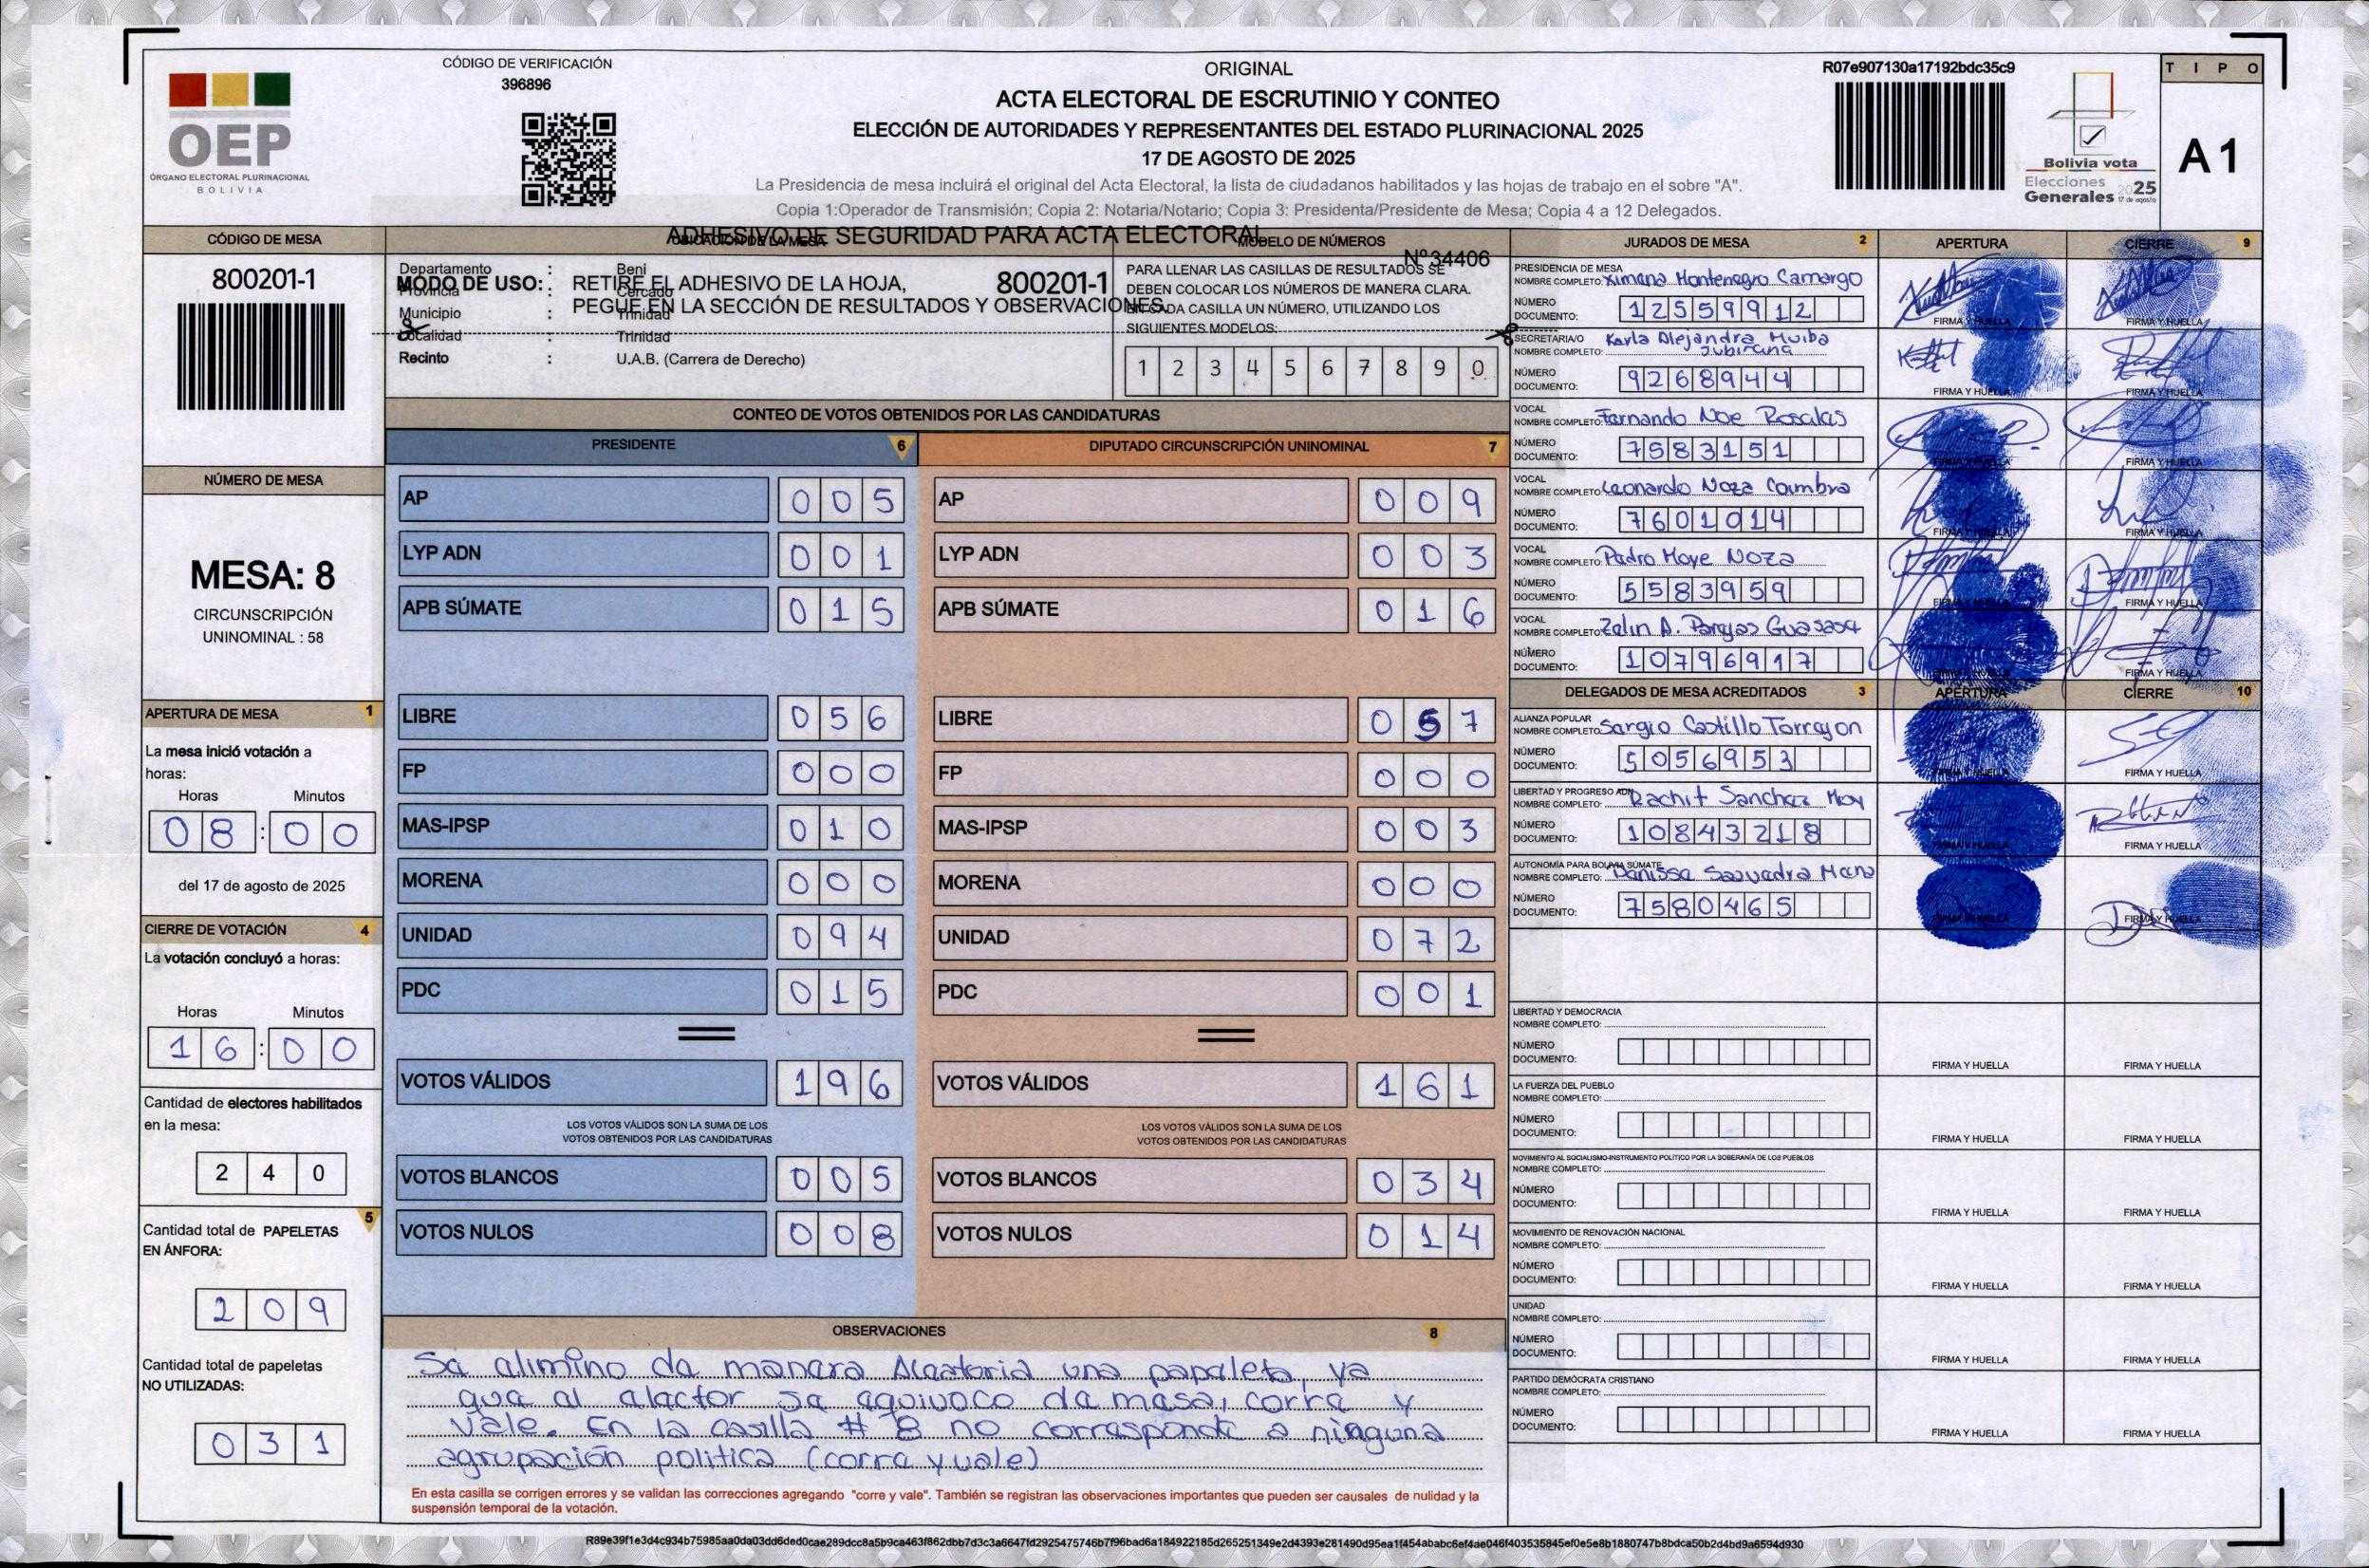 CÓDIGO DE VERIFICACIÓN
396896
OEP
ÓRGANO ELECTORAL PLURINACIONAL
BOLIVIA
ORIGINAL
ACTA ELECTORAL DE ESCRUTINIO Y CONTEO
ELECCIÓN DE AUTORIDADES Y REPRESENTANTES DEL ESTADO PLURINACIONAL 2025
17 DE AGOSTO DE 2025
La Presidencia de mesa incluirá el original del Acta Electoral, la lista de ciudadanos habilitados y las hojas de trabajo en el sobre "A".
Copia 1:Operador de Transmisión; Copia 2: Notaria/Notario; Copia 3: Presidenta/Presidente de Mesa; Copia 4 a 12 Delegados.
R07e907130a17192bdc35c9
Bolivia vota
Elecciones
Generales 2025
17 de agosto
TIPO
A1
CÓDIGO DE MESA
800201-1
NÚMERO DE MESA
MESA: 8
CIRCUNSCRIPCIÓN
UNINOMINAL : 58
APERTURA DE MESA 1
La mesa inició votación a
horas:
Horas Minutos
08:00
del 17 de agosto de 2025
CIERRE DE VOTACIÓN 4
La votación concluyó a horas:
Horas Minutos
16:00
Cantidad de electores habilitados
en la mesa:
240
5
Cantidad total de PAPELETAS
EN ÁNFORA:
209
Cantidad total de papeletas
NO UTILIZADAS:
031
UBICACIÓN DE LA MESA
ADHESIVO DE SEGURIDAD PARA ACTA ELECTORAL
Nº34406
MODO DE USO: RETIRE EL ADHESIVO DE LA HOJA,
PEGUE EN LA SECCIÓN DE RESULTADOS Y OBSERVACIONES
800201-1
Departamento : Beni
Provincia : Cercado
Municipio : Trinidad
Localidad : Trinidad
Recinto : U.A.B. (Carrera de Derecho)
MODELO DE NÚMEROS
PARA LLENAR LAS CASILLAS DE RESULTADOS SE
DEBEN COLOCAR LOS NÚMEROS DE MANERA CLARA.
EN CADA CASILLA UN NÚMERO, UTILIZANDO LOS
SIGUIENTES MODELOS:
1 2 3 4 5 6 7 8 9 0
CONTEO DE VOTOS OBTENIDOS POR LAS CANDIDATURAS
PRESIDENTE 6
AP 005
LYP ADN 001
APB SÚMATE 015
LIBRE 056
FP 000
MAS-IPSP 010
MORENA 000
UNIDAD 094
PDC 015
VOTOS VÁLIDOS 196
LOS VOTOS VÁLIDOS SON LA SUMA DE LOS
VOTOS OBTENIDOS POR LAS CANDIDATURAS
VOTOS BLANCOS 005
VOTOS NULOS 008
DIPUTADO CIRCUNSCRIPCIÓN UNINOMINAL 7
AP 009
LYP ADN 003
APB SÚMATE 016
LIBRE 057
FP 000
MAS-IPSP 003
MORENA 000
UNIDAD 072
PDC 001
VOTOS VÁLIDOS 161
LOS VOTOS VÁLIDOS SON LA SUMA DE LOS
VOTOS OBTENIDOS POR LAS CANDIDATURAS
VOTOS BLANCOS 034
VOTOS NULOS 014
OBSERVACIONES 8
Se elimino de manera Aleatoria una papeleta, ya
que el elector se equivoco de mesa, corre y
vale. En la casilla # 8 no corresponde a ninguna
agrupación politica (corre y vale)
En esta casilla se corrigen errores y se validan las correcciones agregando "corre y vale". También se registran las observaciones importantes que pueden ser causales de nulidad y la
suspensión temporal de la votación.
JURADOS DE MESA 2 APERTURA CIERRE 9
PRESIDENCIA DE MESA
NOMBRE COMPLETO: Ximena Montenegro Camargo
NÚMERO
DOCUMENTO: 12559912
FIRMA Y HUELLA FIRMA Y HUELLA
SECRETARIA/O
NOMBRE COMPLETO: Karla Alejandra Muiba
NÚMERO
DOCUMENTO: 9268944
FIRMA Y HUELLA FIRMA Y HUELLA
VOCAL
NOMBRE COMPLETO: Fernando Noe Rosales
NÚMERO
DOCUMENTO: 7583151
FIRMA Y HUELLA FIRMA Y HUELLA
VOCAL
NOMBRE COMPLETO: Leonardo Noza Coimbra
NÚMERO
DOCUMENTO: 7601014
FIRMA Y HUELLA FIRMA Y HUELLA
VOCAL
NOMBRE COMPLETO: Pedro Moye Noza
NÚMERO
DOCUMENTO: 5583959
FIRMA Y HUELLA FIRMA Y HUELLA
VOCAL
NOMBRE COMPLETO: Zelin A.
NÚMERO
DOCUMENTO: 10796917
FIRMA Y HUELLA FIRMA Y HUELLA
DELEGADOS DE MESA ACREDITADOS 3 APERTURA CIERRE 10
ALIANZA POPULAR
NOMBRE COMPLETO: Sergio Castillo
NÚMERO
DOCUMENTO: 5056953
FIRMA Y HUELLA FIRMA Y HUELLA
LIBERTAD Y PROGRESO ADN
NOMBRE COMPLETO: Rachit Sanchez Moy
NÚMERO
DOCUMENTO: 10843218
FIRMA Y HUELLA FIRMA Y HUELLA
AUTONOMÍA PARA BOLIVIA SÚMATE
NOMBRE COMPLETO: Danissa
NÚMERO
DOCUMENTO: 7580465
FIRMA Y HUELLA FIRMA Y HUELLA
LIBERTAD Y DEMOCRACIA
NOMBRE COMPLETO:
NÚMERO
DOCUMENTO:
FIRMA Y HUELLA FIRMA Y HUELLA
LA FUERZA DEL PUEBLO
NOMBRE COMPLETO:
NÚMERO
DOCUMENTO:
FIRMA Y HUELLA FIRMA Y HUELLA
MOVIMIENTO AL SOCIALISMO-INSTRUMENTO POLÍTICO POR LA SOBERANÍA DE LOS PUEBLOS
NOMBRE COMPLETO:
NÚMERO
DOCUMENTO:
FIRMA Y HUELLA FIRMA Y HUELLA
MOVIMIENTO DE RENOVACIÓN NACIONAL
NOMBRE COMPLETO:
NÚMERO
DOCUMENTO:
FIRMA Y HUELLA FIRMA Y HUELLA
UNIDAD
NOMBRE COMPLETO:
NÚMERO
DOCUMENTO:
FIRMA Y HUELLA FIRMA Y HUELLA
PARTIDO DEMÓCRATA CRISTIANO
NOMBRE COMPLETO:
NÚMERO
DOCUMENTO:
FIRMA Y HUELLA FIRMA Y HUELLA